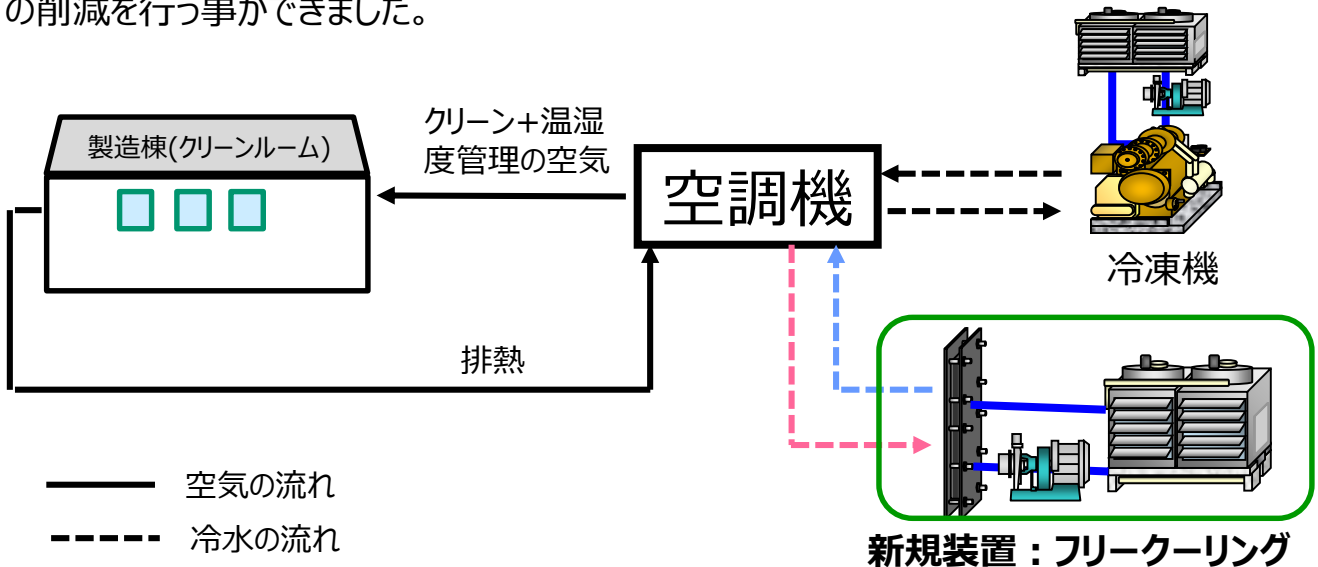 の削減を行う事ができました。
クリーン+温湿
度管理の空気
製造棟(クリーンルーム)
空調機
冷凍機
排熱
空気の流れ
冷水の流れ
新規装置：フリークーリング